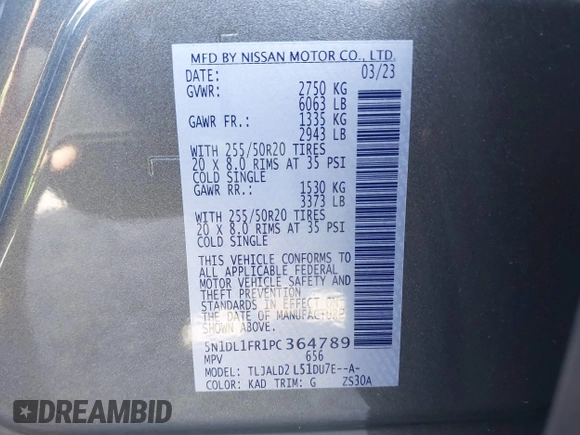 MFD BY NISSAN MOTOR CO., LTD.
DATE: 03/23
GVWR: 2750 KG
6063 LB
GAWR FR.: 1335 KG
2943 LB
WITH 255/50R20 TIRES
20 X 8.0 RIMS AT 35 PSI
COLD SINGLE
GAWR RR.: 1530 KG
3373 LB
WITH 255/50R20 TIRES
20 X 8.0 RIMS AT 35 PSI
COLD SINGLE
THIS VEHICLE CONFORMS TO
ALL APPLICABLE FEDERAL
MOTOR VEHICLE SAFETY AND
THEFT PREVENTION
STANDARDS IN EFFECT ON
THE DATE OF MANUFACTURE
SHOWN ABOVE.
5N1DL1FR1PC364789
MPV 656
MODEL: TLJALD2 L51DU7E--A-
COLOR: KAD TRIM: G ZS30A
DREAMBID